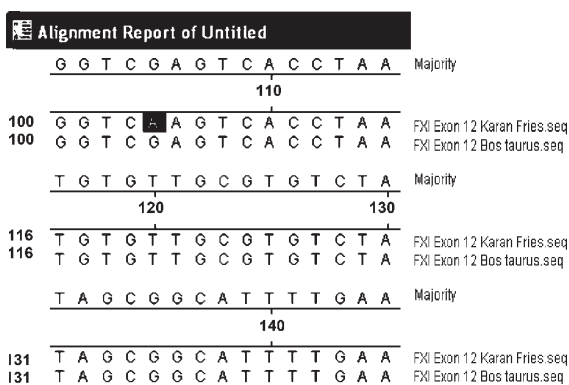 Alignment Report of Untitled
G G T C G A G T C A C C T A A Majority
110
100 G G T C A A G T C A C C T A A FXI Exon 12 Karan Fries.seq
100 G G T C G A G T C A C C T A A FXI Exon 12 Bos taurus.seq
T G T G T T G C G T G T C T A Majority
120 130
116 T G T G T T G C G T G T C T A FXI Exon 12 Karan Fries.seq
116 T G T G T T G C G T G T C T A FXI Exon 12 Bos taurus.seq
T A G C G G C A T T T T G A A Majority
140
131 T A G C G G C A T T T T G A A FXI Exon 12 Karan Fries.seq
131 T A G C G G C A T T T T G A A FXI Exon 12 Bos taurus.seq